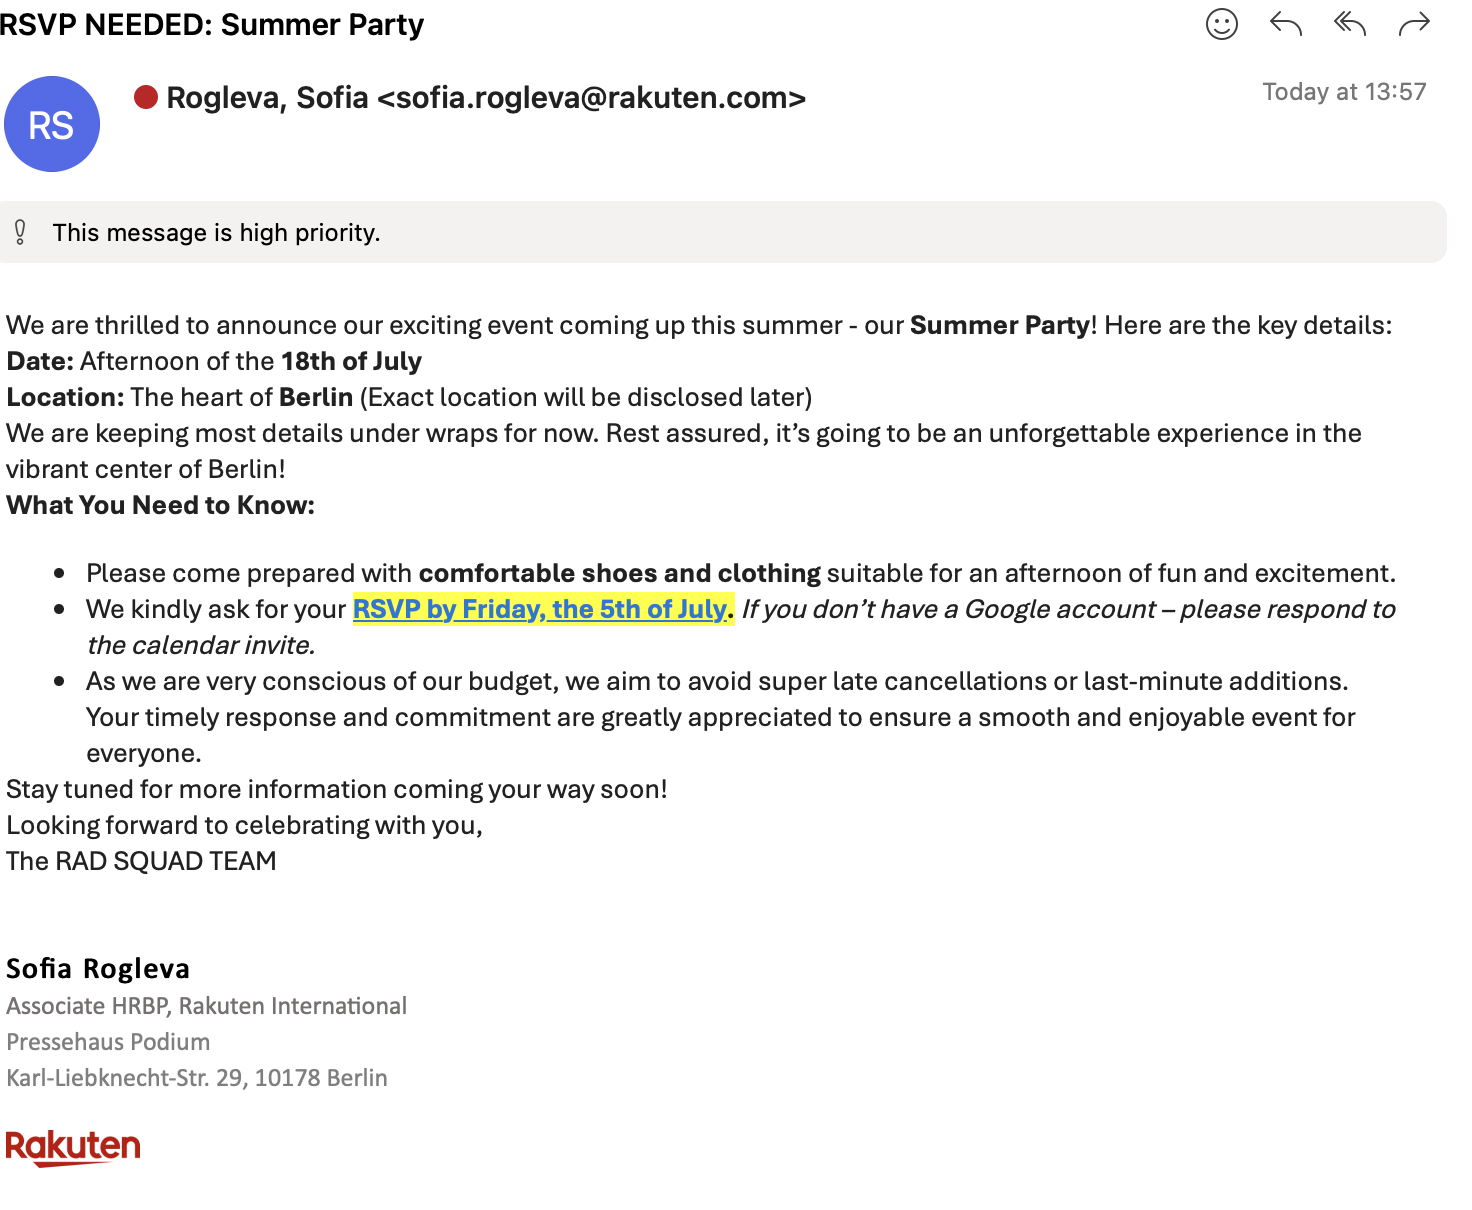 RSVP NEEDED: Summer Party
RS
Rogleva, Sofia <sofia.rogleva@rakuten.com>
Today at 13:57
This message is high priority.
We are thrilled to announce our exciting event coming up this summer - our Summer Party! Here are the key details:
Date: Afternoon of the 18th of July
Location: The heart of Berlin (Exact location will be disclosed later)
We are keeping most details under wraps for now. Rest assured, it’s going to be an unforgettable experience in the
vibrant center of Berlin!
What You Need to Know:
• Please come prepared with comfortable shoes and clothing suitable for an afternoon of fun and excitement.
• We kindly ask for your RSVP by Friday, the 5th of July. If you don’t have a Google account – please respond to
the calendar invite.
• As we are very conscious of our budget, we aim to avoid super late cancellations or last-minute additions.
Your timely response and commitment are greatly appreciated to ensure a smooth and enjoyable event for
everyone.
Stay tuned for more information coming your way soon!
Looking forward to celebrating with you,
The RAD SQUAD TEAM
Sofia Rogleva
Associate HRBP, Rakuten International
Pressehaus Podium
Karl-Liebknecht-Str. 29, 10178 Berlin
Rakuten